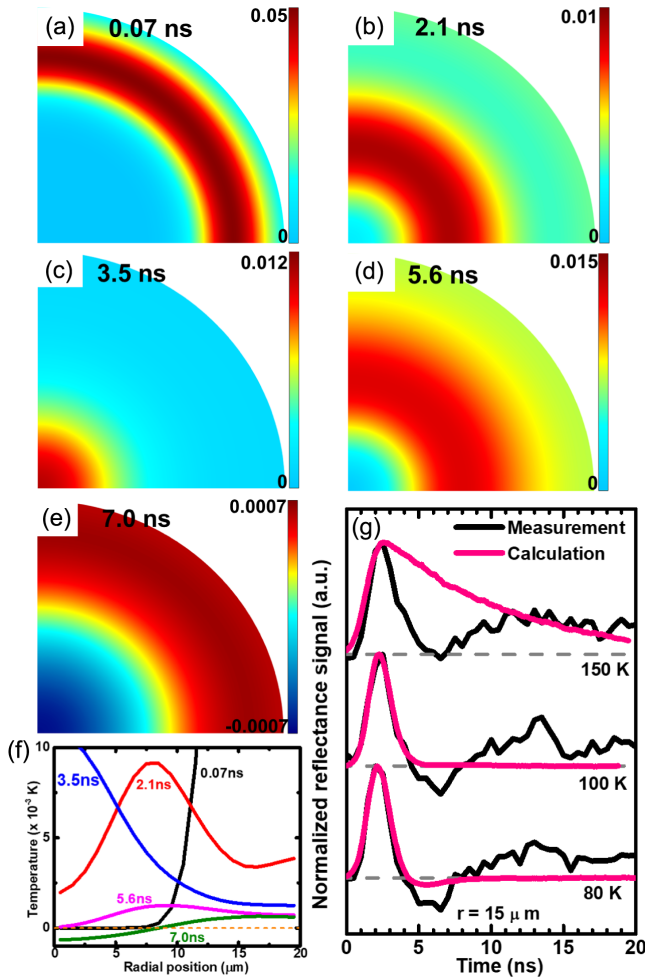 (a) 0.07 ns 0.05
0
(b) 2.1 ns 0.01
0
(c) 3.5 ns 0.012
0
(d) 5.6 ns 0.015
0
(e) 7.0 ns 0.0007
-0.0007
(f)
10
5
0
Temperature (x 10⁻³ K)
3.5ns
2.1ns
0.07ns
5.6ns
7.0ns
0 5 10 15 20
Radial position (μm)
(g)
Normalized reflectance signal (a.u.)
Measurement
Calculation
150 K
100 K
80 K
r = 15 μ m
0 5 10 15 20
Time (ns)